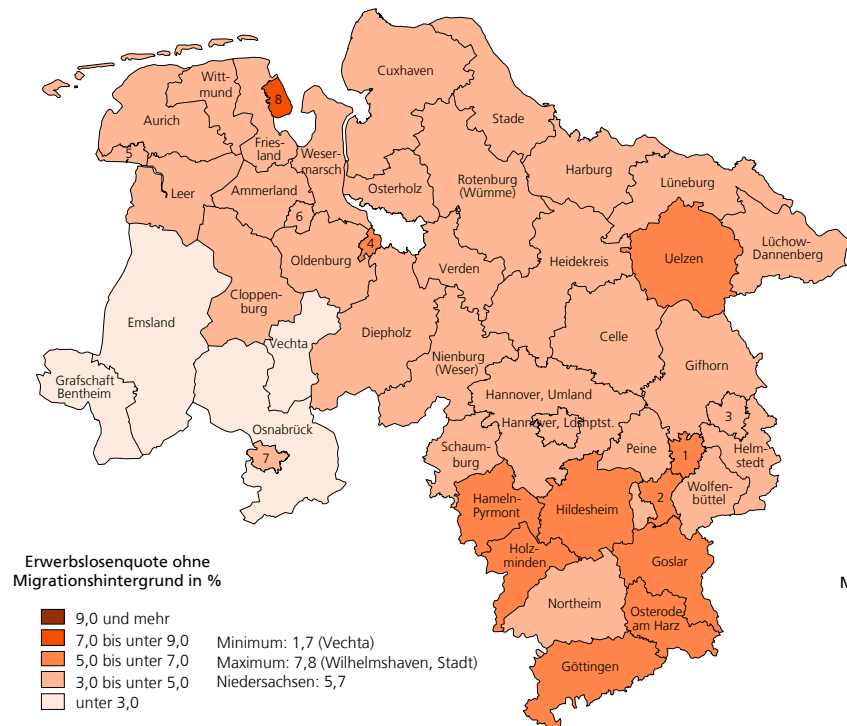 Cuxhaven
Witt-
mund
8
Aurich
Stade
5
Fries-
land
Weser-
marsch
Harburg
Leer
Ammerland
Osterholz
Rotenburg
(Wümme)
Lüneburg
6
4
Oldenburg
Verden
Heidekreis
Uelzen
Lüchow-
Dannenberg
Cloppen-
burg
Emsland
Vechta
Diepholz
Celle
Nienburg
(Weser)
Gifhorn
Grafschaft
Bentheim
Hannover, Umland
3
Osnabrück
Hannover, Ldshptst.
7
Schaum-
burg
Peine
1
Helm-
stedt
Wolfen-
büttel
Hameln-
Pyrmont
Hildesheim
2
Holz-
minden
Goslar
Northeim
Osterode
am Harz
Göttingen
Erwerbslosenquote ohne
Migrationshintergrund in %
M
9,0 und mehr
7,0 bis unter 9,0
5,0 bis unter 7,0
3,0 bis unter 5,0
unter 3,0
Minimum: 1,7 (Vechta)
Maximum: 7,8 (Wilhelmshaven, Stadt)
Niedersachsen: 5,7